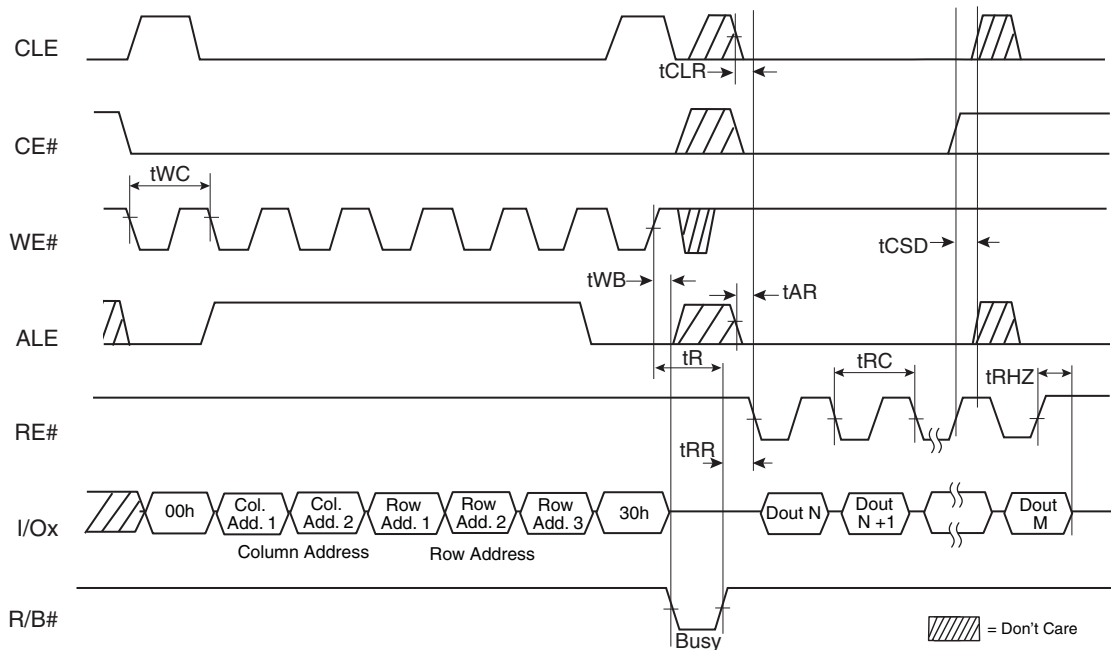 CLE
tCLR
CE#
tWC
WE#
tCSD
tWB
tAR
ALE
tR
tRC
tRHZ
RE#
tRR
I/Ox
00h
Col. Add. 1
Col. Add. 2
Row Add. 1
Row Add. 2
Row Add. 3
30h
Dout N
Dout N +1
Dout M
Column Address
Row Address
R/B#
Busy
= Don't Care